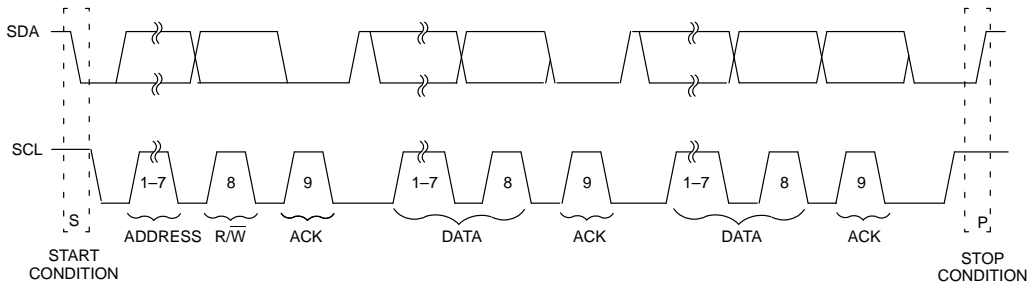 SDA
SCL
1–7 8 9 1–7 8 9 1–7 8 9
S P
ADDRESS R/W̅ ACK DATA ACK DATA ACK
START
CONDITION
STOP
CONDITION